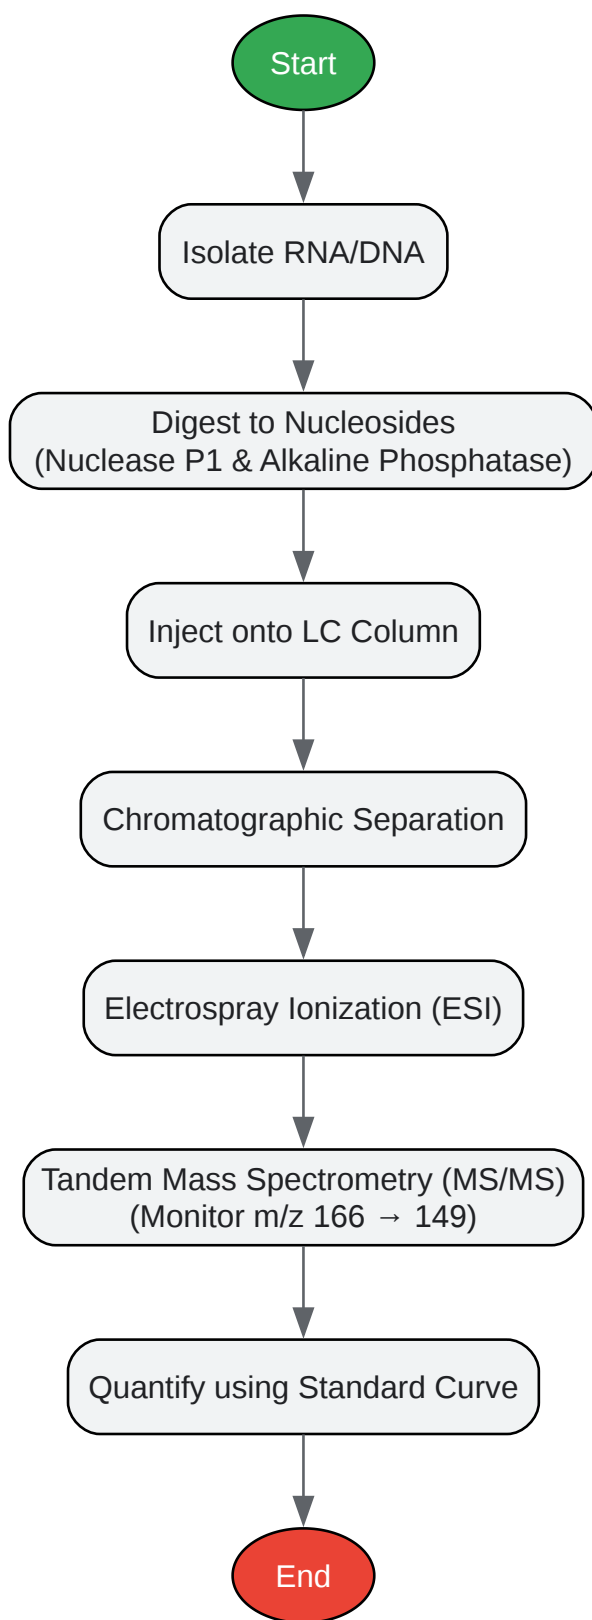 Start
Isolate RNA/DNA
Digest to Nucleosides
(Nuclease P1 & Alkaline Phosphatase)
Inject onto LC Column
Chromatographic Separation
Electrospray Ionization (ESI)
Tandem Mass Spectrometry (MS/MS)
(Monitor m/z 166 → 149)
Quantify using Standard Curve
End